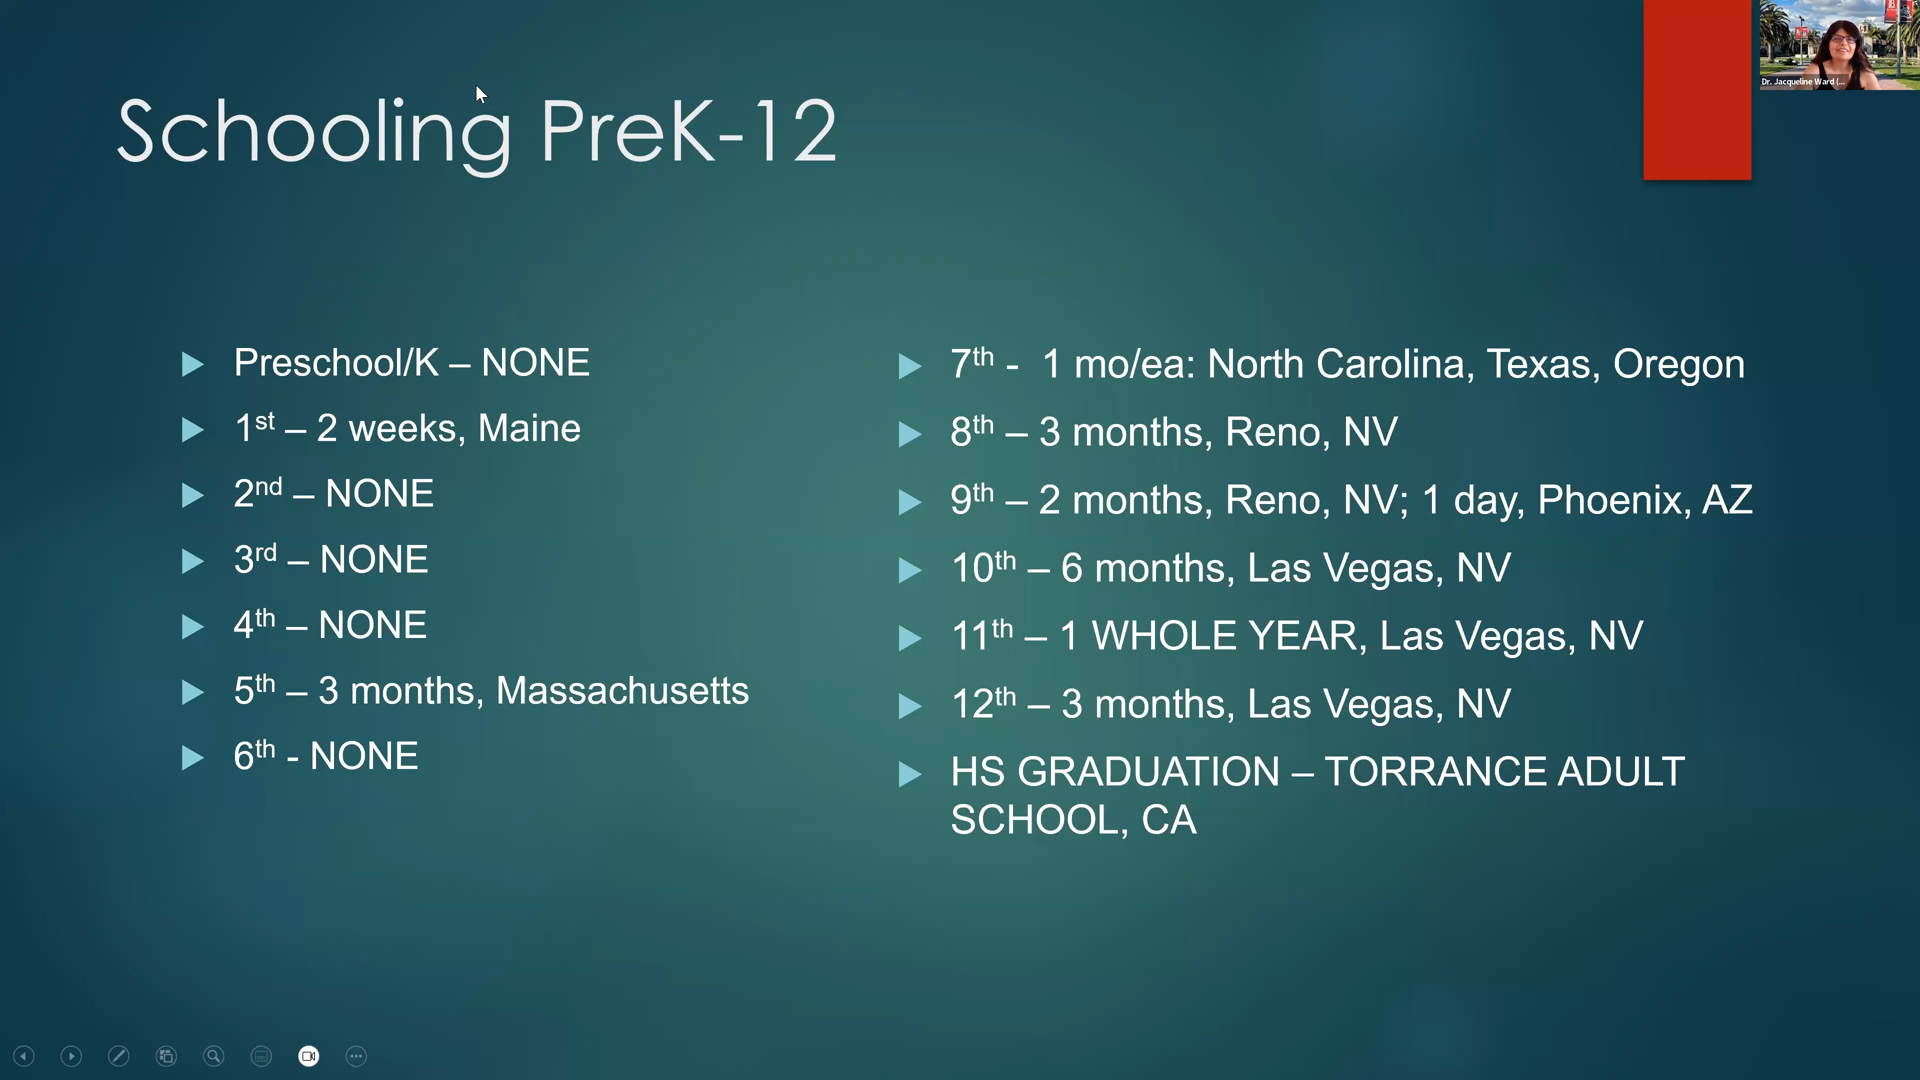 Schooling PreK-12
Preschool/K – NONE
1st – 2 weeks, Maine
2nd – NONE
3rd – NONE
4th – NONE
5th – 3 months, Massachusetts
6th - NONE
7th -  1 mo/ea: North Carolina, Texas, Oregon
8th – 3 months, Reno, NV
9th – 2 months, Reno, NV; 1 day, Phoenix, AZ
10th – 6 months, Las Vegas, NV
11th – 1 WHOLE YEAR, Las Vegas, NV
12th – 3 months, Las Vegas, NV
HS GRADUATION – TORRANCE ADULT
SCHOOL, CA
Dr. Jacqueline Ward (...